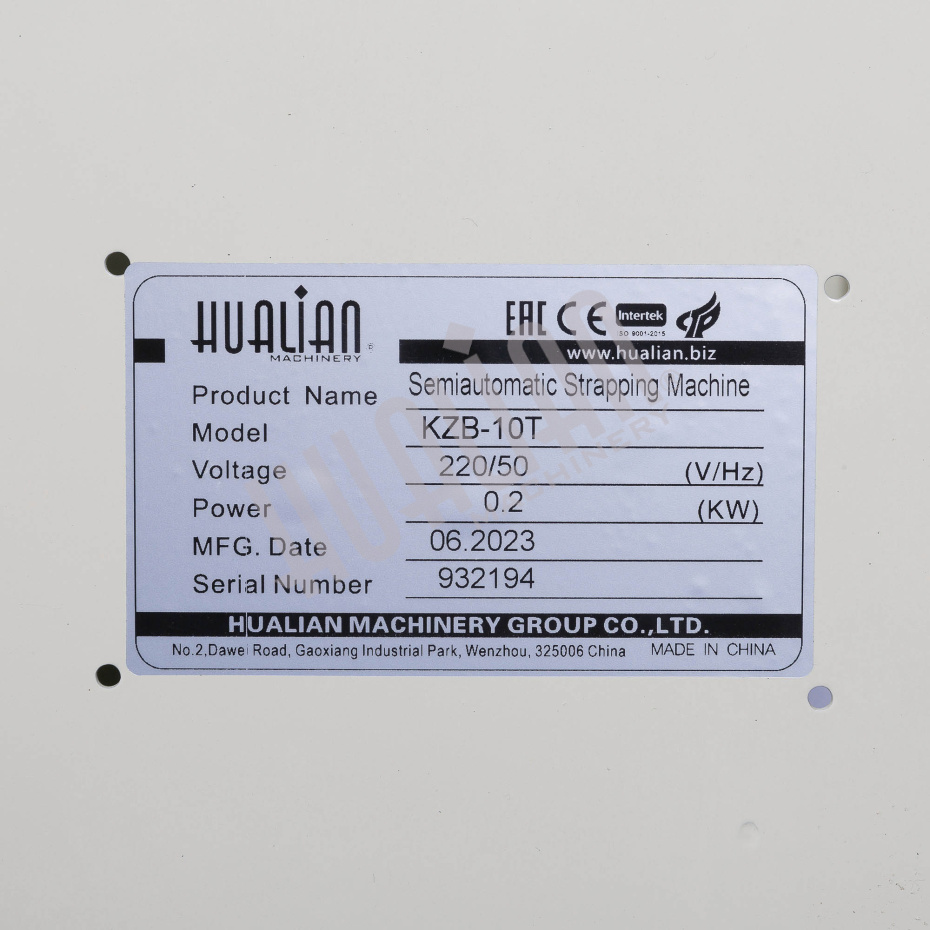 HUALIAN
MACHINERY ®
EAC CE Intertek
ISO 9001-2015
www.hualian.biz
Product Name Semiautomatic Strapping Machine
Model KZB-10T
Voltage 220/50 (V/Hz)
Power 0.2 (KW)
MFG. Date 06.2023
Serial Number 932194
HUALIAN MACHINERY GROUP CO.,LTD.
No.2,Dawei Road, Gaoxiang Industrial Park, Wenzhou, 325006 China MADE IN CHINA
HUALIAN
MACHINERY